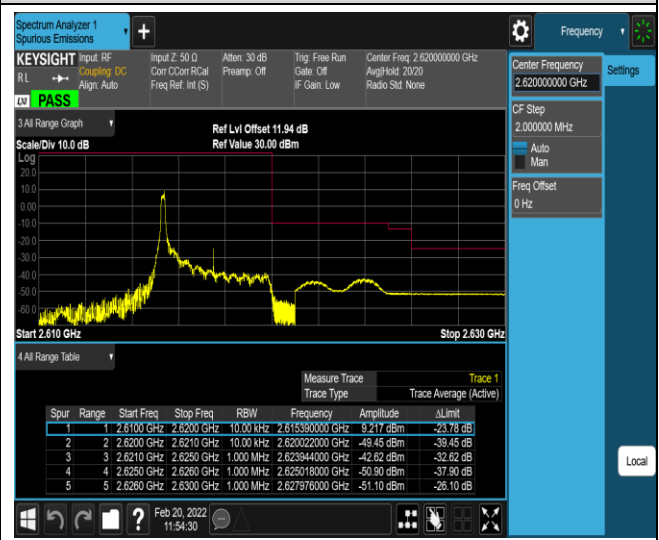 Spectrum Analyzer 1
Spurious Emissions
Frequency
KEYSIGHT
RL
LXI PASS
Input: RF
Coupling: DC
Align: Auto
Input Z: 50 Ω
Corr CCorr RCal
Freq Ref: Int (S)
Atten: 30 dB
Preamp: Off
Trig: Free Run
Gate: Off
IF Gain: Low
Center Freq: 2.620000000 GHz
Avg|Hold: 20/20
Radio Std: None
3 All Range Graph
Scale/Div 10.0 dB
Ref Lvl Offset 11.94 dB
Ref Value 30.00 dBm
Log
20.0
10.0
0.00
-10.0
-20.0
-30.0
-40.0
-50.0
-60.0
Start 2.610 GHz
Stop 2.630 GHz
4 All Range Table
Measure Trace Trace 1
Trace Type Trace Average (Active)
Spur Range Start Freq Stop Freq RBW Frequency Amplitude ΔLimit
1 1 2.6100 GHz 2.6200 GHz 10.00 kHz 2.615390000 GHz 9.217 dBm -23.78 dB
2 2 2.6200 GHz 2.6210 GHz 10.00 kHz 2.620022000 GHz -49.45 dBm -39.45 dB
3 3 2.6210 GHz 2.6250 GHz 1.000 MHz 2.623944000 GHz -42.62 dBm -32.62 dB
4 4 2.6250 GHz 2.6260 GHz 1.000 MHz 2.625018000 GHz -50.90 dBm -37.90 dB
5 5 2.6260 GHz 2.6300 GHz 1.000 MHz 2.627976000 GHz -51.10 dBm -26.10 dB
Feb 20, 2022
11:54:30
Center Frequency
2.620000000 GHz
Settings
CF Step
2.000000 MHz
Auto
Man
Freq Offset
0 Hz
Local